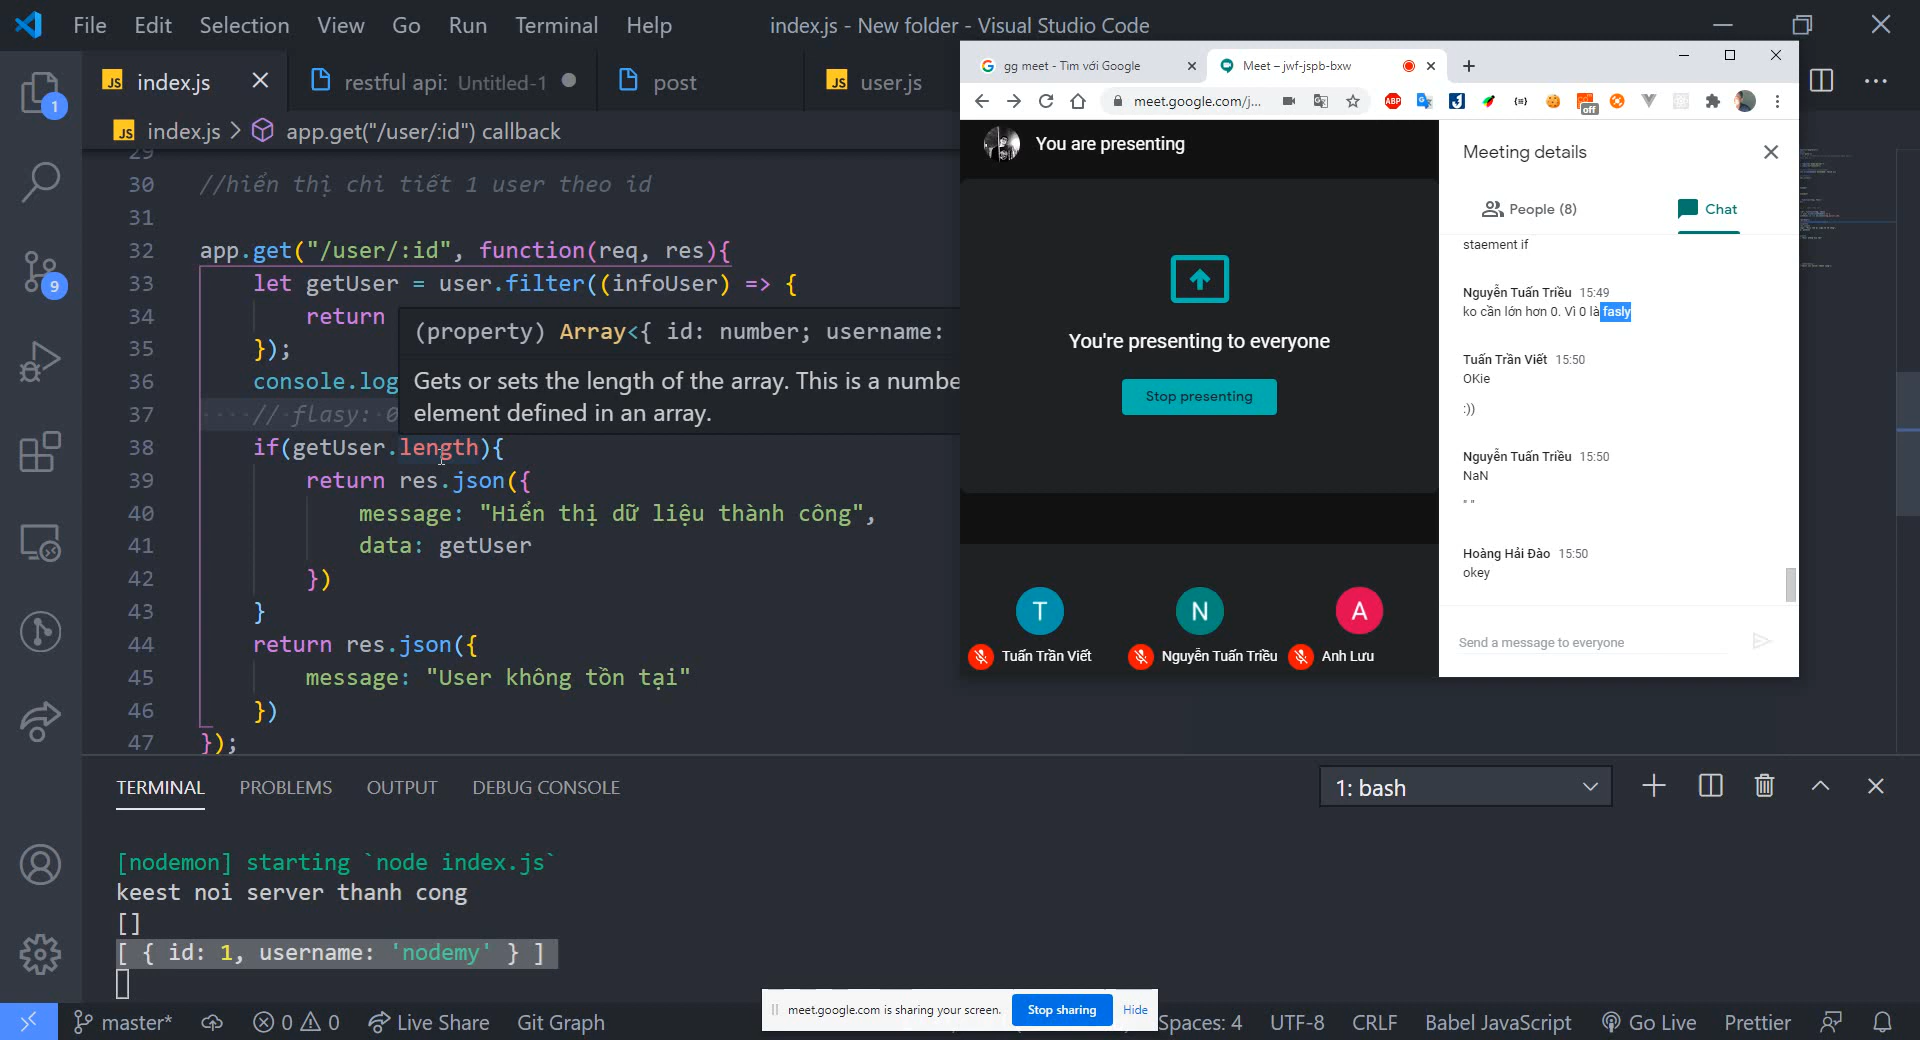 File Edit Selection View Go Run Terminal Help
index.js - New folder - Visual Studio Code
JS index.js
restful api: Untitled-1
post
JS user.js
JS index.js > app.get("/user/:id") callback
29
30 //hiển thị chi tiết 1 user theo id
31
32 app.get("/user/:id", function(req, res){
33 let getUser = user.filter((infoUser) => {
34 return
35 });
36 console.log
37 // flasy: 0
38 if(getUser.length){
39 return res.json({
40 message: "Hiển thị dữ liệu thành công",
41 data: getUser
42 })
43 }
44 return res.json({
45 message: "User không tồn tại"
46 })
47 });
(property) Array<{ id: number; username:
Gets or sets the length of the array. This is a numbe
element defined in an array.
1
9
gg meet - Tìm với Google
Meet – jwf-jspb-bxw
meet.google.com/j...
ABP
off
You are presenting
You're presenting to everyone
Stop presenting
T
Tuấn Trần Viết
N
Nguyễn Tuấn Triều
A
Anh Lưu
Meeting details
People (8)
Chat
staement if
Nguyễn Tuấn Triều 15:49
ko cần lớn hơn 0. Vì 0 là fasly
Tuấn Trần Viết 15:50
OKie
:))
Nguyễn Tuấn Triều 15:50
NaN
" "
Hoàng Hải Đào 15:50
okey
Send a message to everyone
TERMINAL PROBLEMS OUTPUT DEBUG CONSOLE
1: bash
[nodemon] starting `node index.js`
keest noi server thanh cong
[]
[ { id: 1, username: 'nodemy' } ]
meet.google.com is sharing your screen.
Stop sharing
Hide
master* 0 0 Live Share Git Graph
Spaces: 4 UTF-8 CRLF Babel JavaScript Go Live Prettier